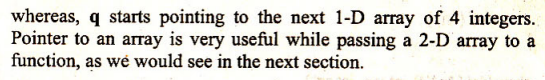 whereas, q starts pointing to the next 1-D array of 4 integers.
Pointer to an array is very useful while passing a 2-D array to a
function, as we would see in the next section.